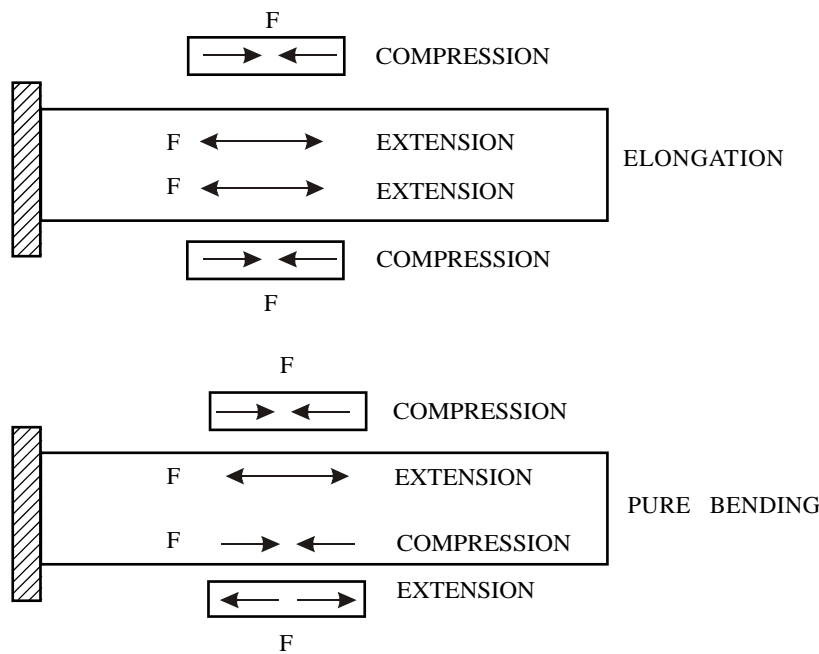 F
COMPRESSION
F EXTENSION
ELONGATION
F EXTENSION
COMPRESSION
F
F
COMPRESSION
F EXTENSION
PURE BENDING
F COMPRESSION
EXTENSION
F